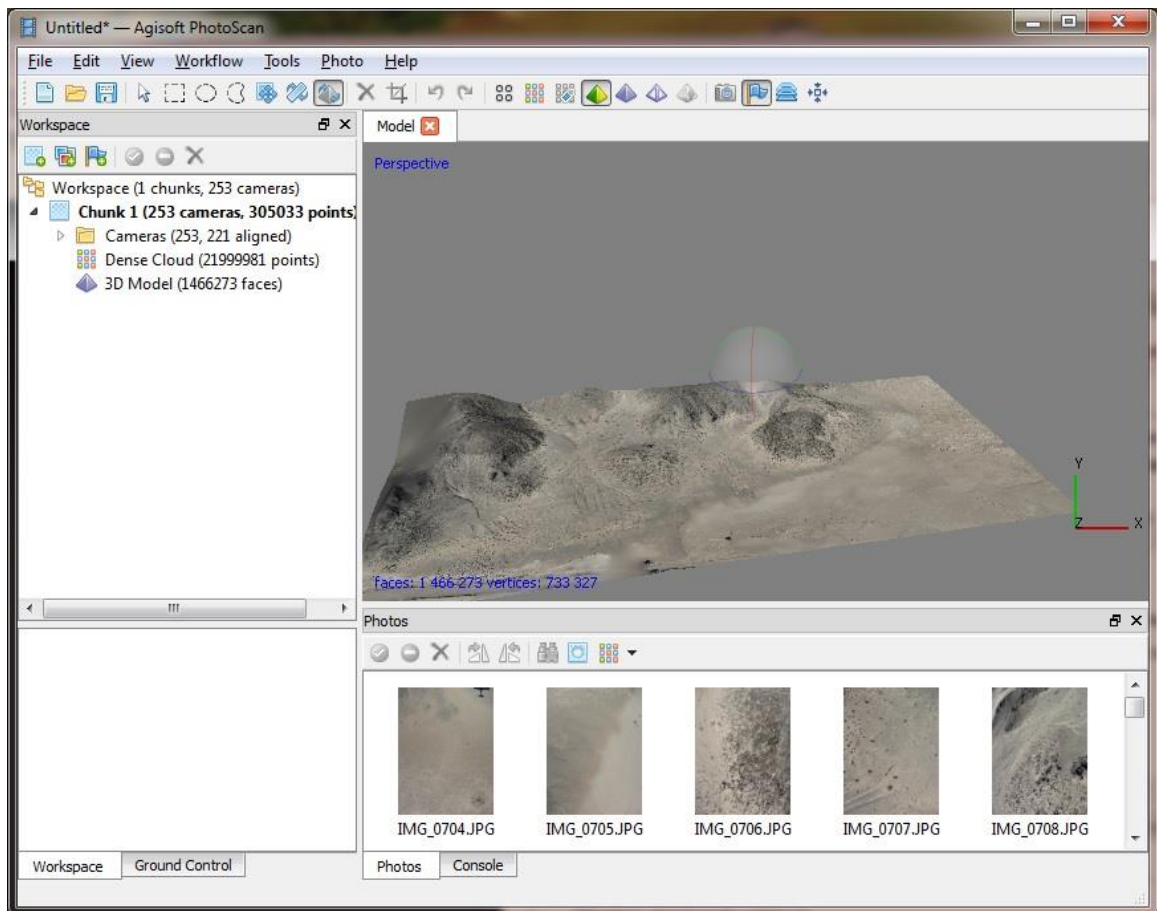 Untitled* — Agisoft PhotoScan
File Edit View Workflow Tools Photo Help
Workspace
Workspace (1 chunks, 253 cameras)
Chunk 1 (253 cameras, 305033 points)
Cameras (253, 221 aligned)
Dense Cloud (21999981 points)
3D Model (1466273 faces)
Workspace Ground Control
Model
Perspective
Y
Z X
faces: 1 466 273 vertices: 733 327
Photos
IMG_0704.JPG IMG_0705.JPG IMG_0706.JPG IMG_0707.JPG IMG_0708.JPG
Photos Console